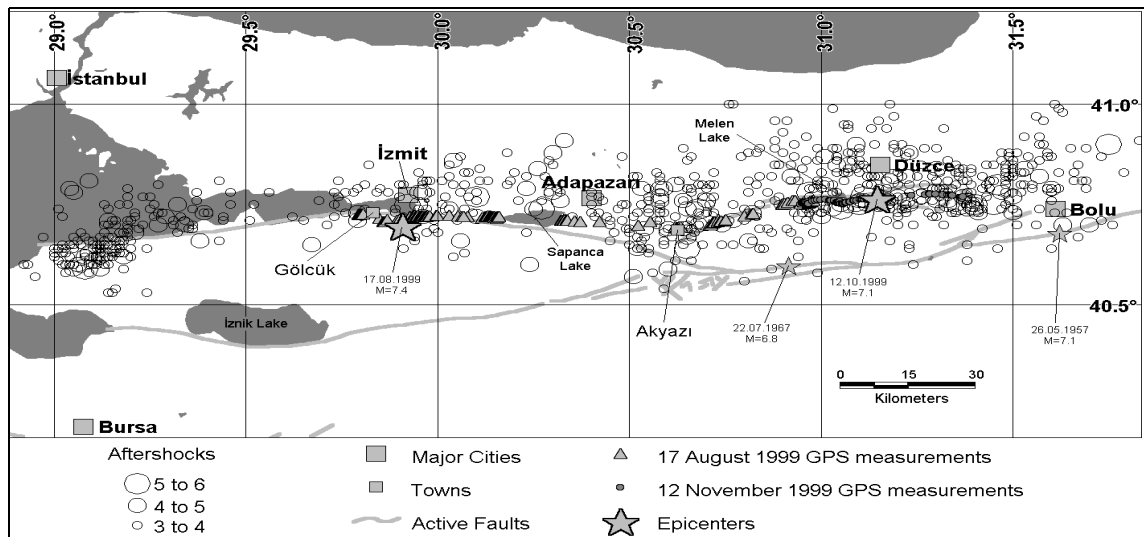 29.0°
29.5°
30.0°
30.5°
31.0°
31.5°
41.0°
40.5°
İstanbul
İzmit
Adapazarı
Melen
Lake
Düzce
Bolu
Gölcük
Sapanca
Lake
17.08.1999
M=7.4
12.10.1999
M=7.1
İznik Lake
Akyazı
22.07.1967
M=6.8
26.05.1957
M=7.1
0 15 30
Kilometers
Bursa
Aftershocks
5 to 6
4 to 5
3 to 4
Major Cities
Towns
Active Faults
17 August 1999 GPS measurements
12 November 1999 GPS measurements
Epicenters